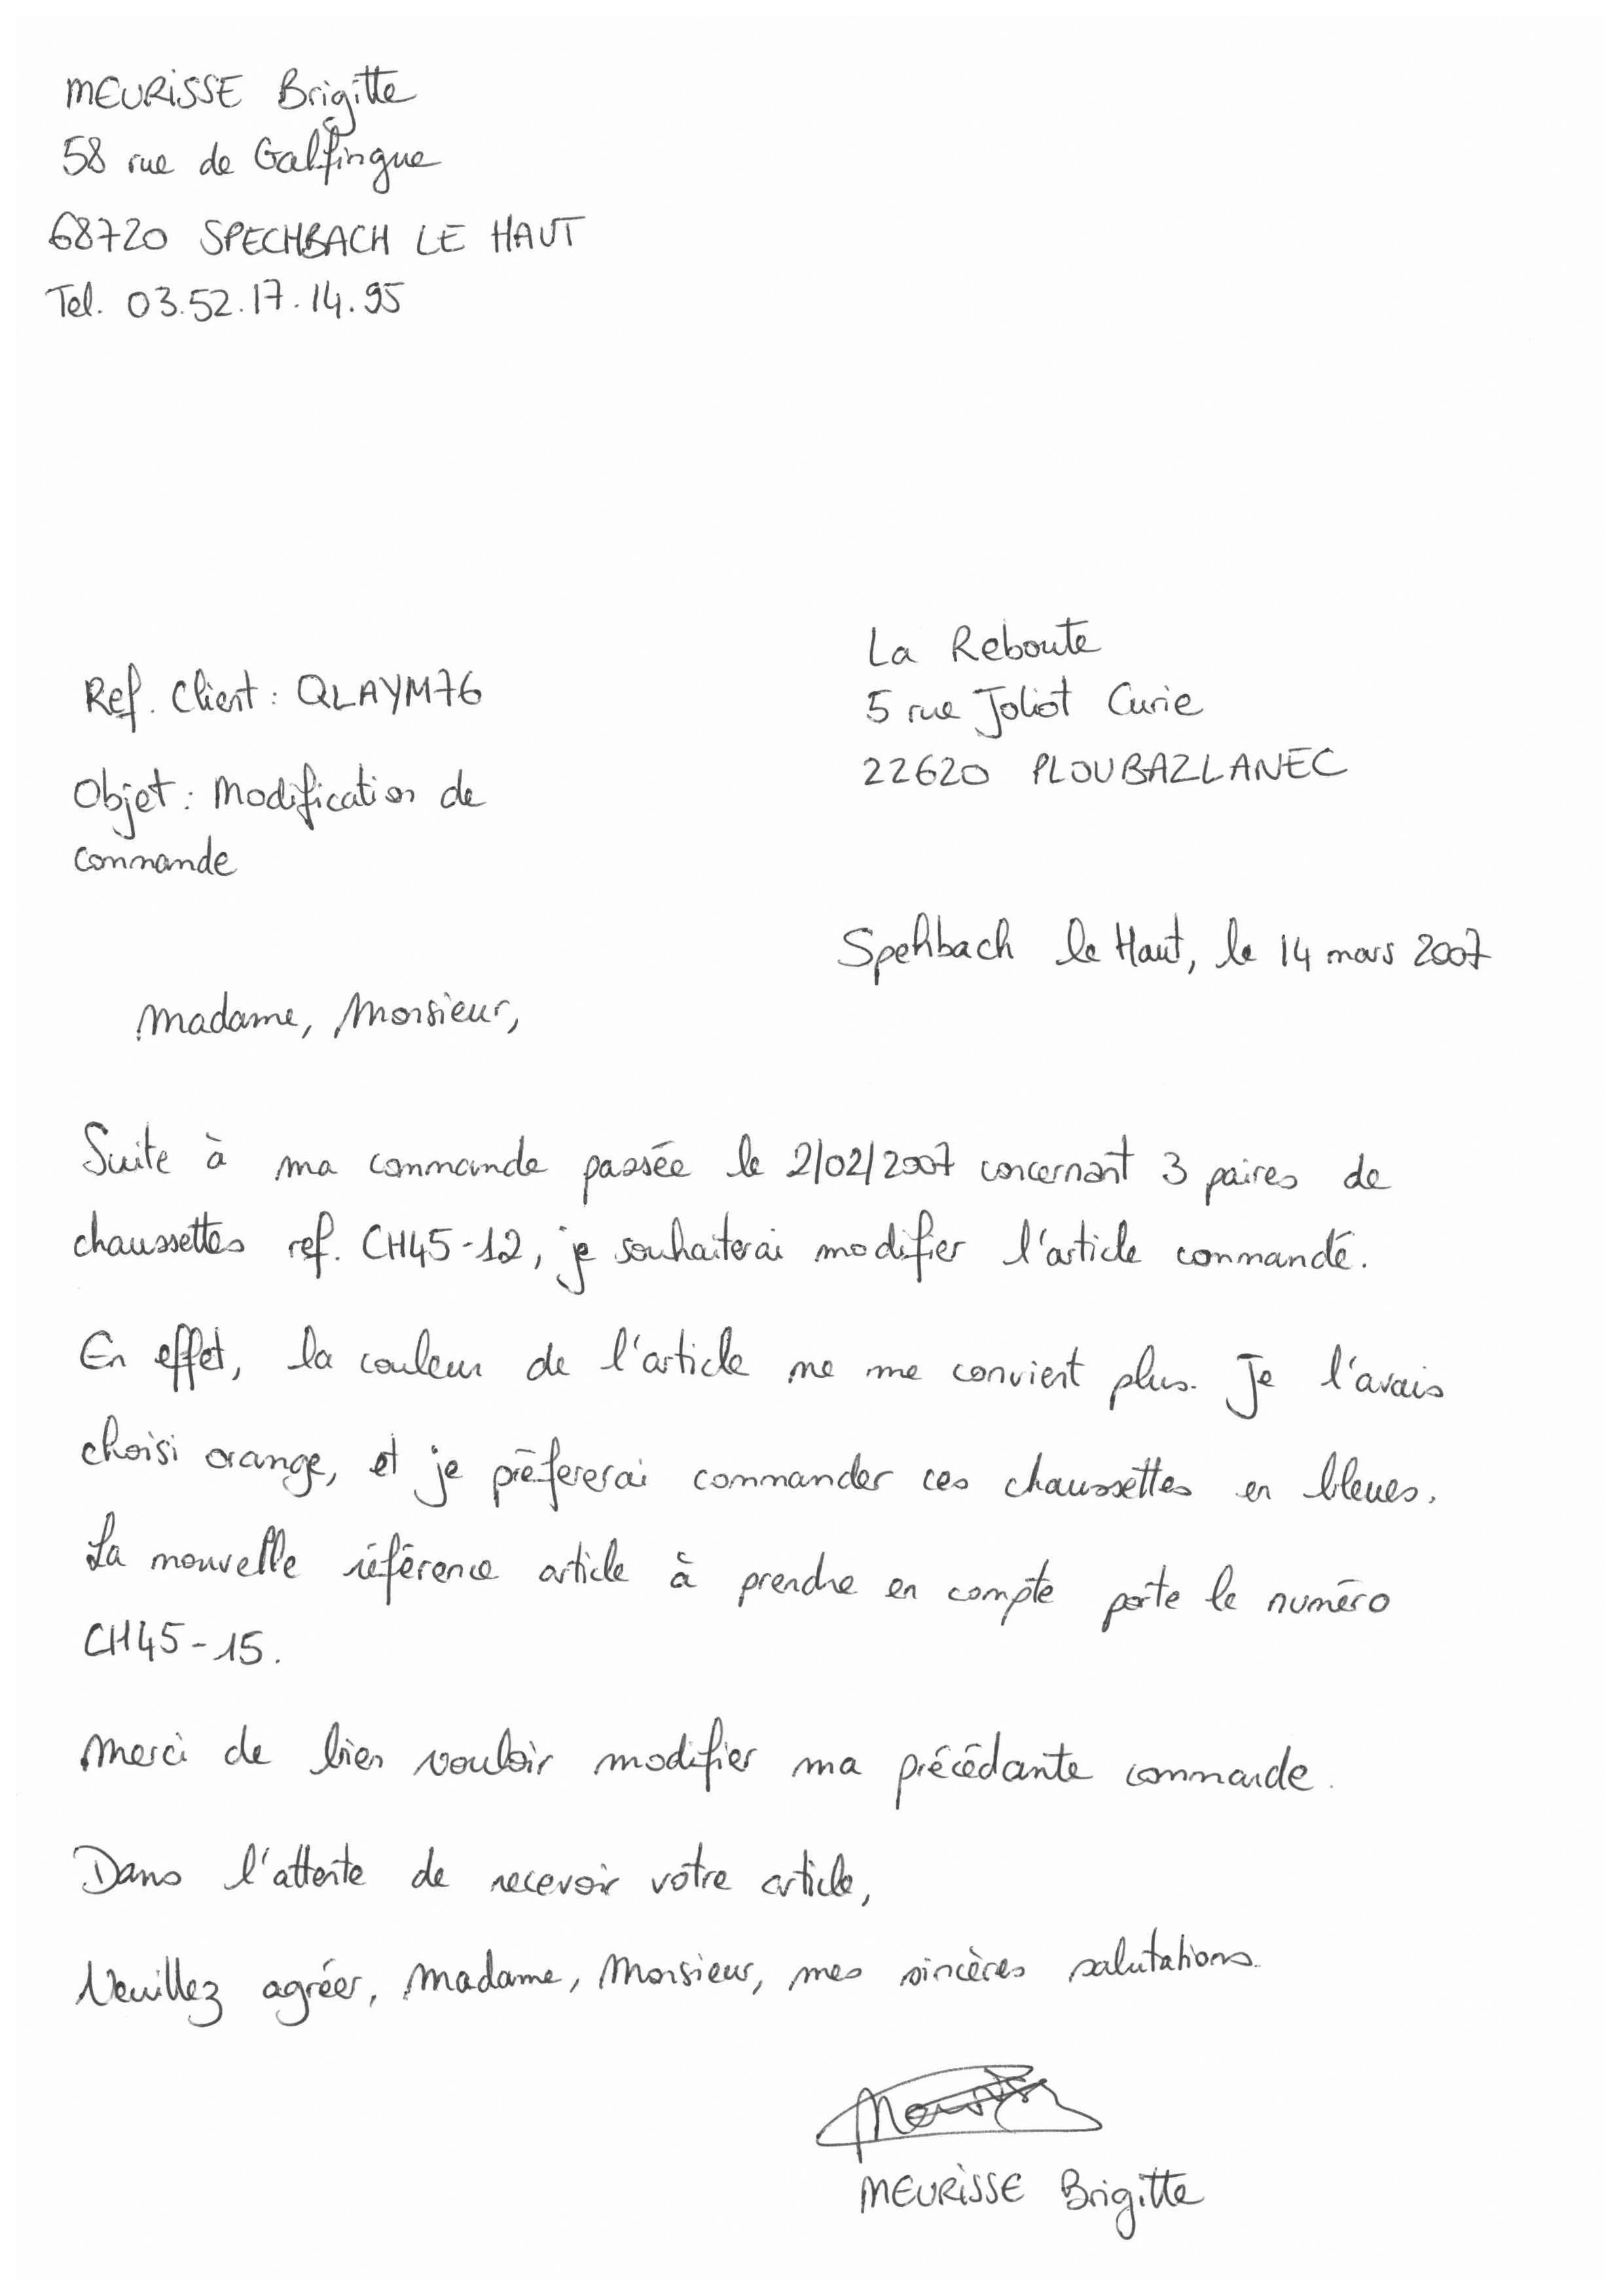 MEURISSE Brigitte
58 rue de Galfingue
68720 SPECHBACH LE HAUT
Tel. 03.52.17.14.95
La Reboute
5 rue Joliot Curie
22620 PLOUBAZLANEC
Ref. Client : QLAYM76
Objet : Modification de
commande
Spehbach le Haut, le 14 mars 2007
Madame, Monsieur,
Suite à ma commande passée le 2/02/2007 concernant 3 paires de
chaussettes ref. CH45-12, je souhaiterai modifier l'article commandé.
En effet, la couleur de l'article ne me convient plus. Je l'avais
choisi orange, et je préfererai commander ces chaussettes en bleues.
La nouvelle référence article à prendre en compte porte le numéro
CH45-15.
Merci de bien vouloir modifier ma précédante commande.
Dans l'attente de recevoir votre article,
Veuillez agréer, Madame, Monsieur, mes sincères salutations.
MEURISSE Brigitte